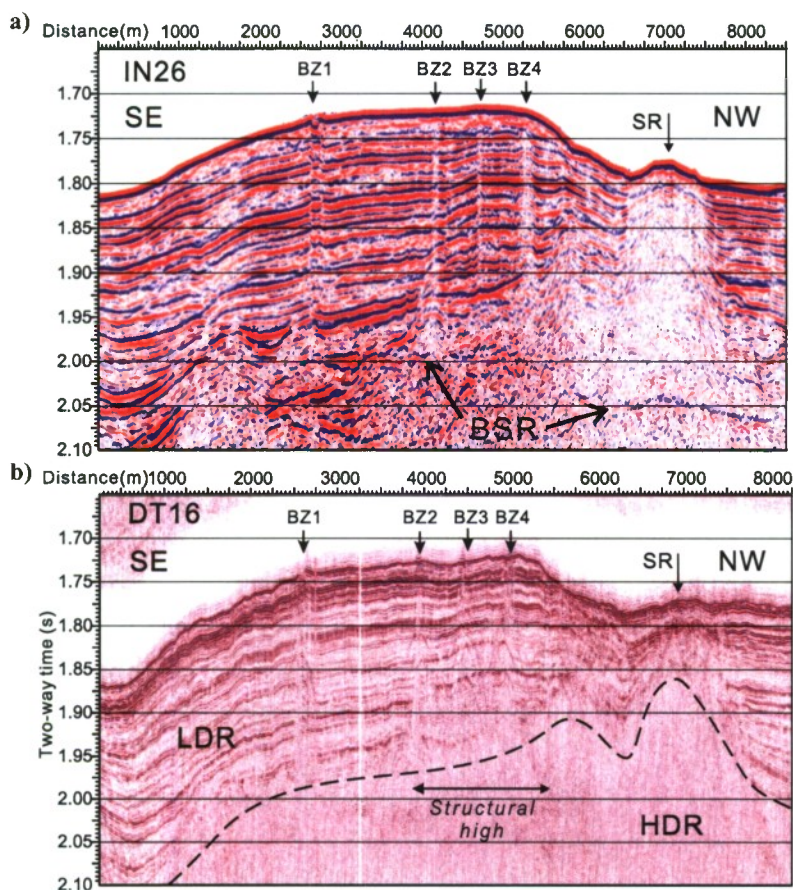 a) Distance(m) 1000 2000 3000 4000 5000 6000 7000 8000
IN26 BZ1 BZ2 BZ3 BZ4
1.70
SE SR NW
1.75
1.80
1.85
1.90
1.95
2.00
2.05
BSR
2.10
b) Distance(m) 1000 2000 3000 4000 5000 6000 7000 8000
DT16 BZ1 BZ2 BZ3 BZ4
1.70
SE SR NW
1.75
1.80
1.85
1.90
LDR
1.95
2.00
Structural
high HDR
2.05
2.10
Two-way time (s)